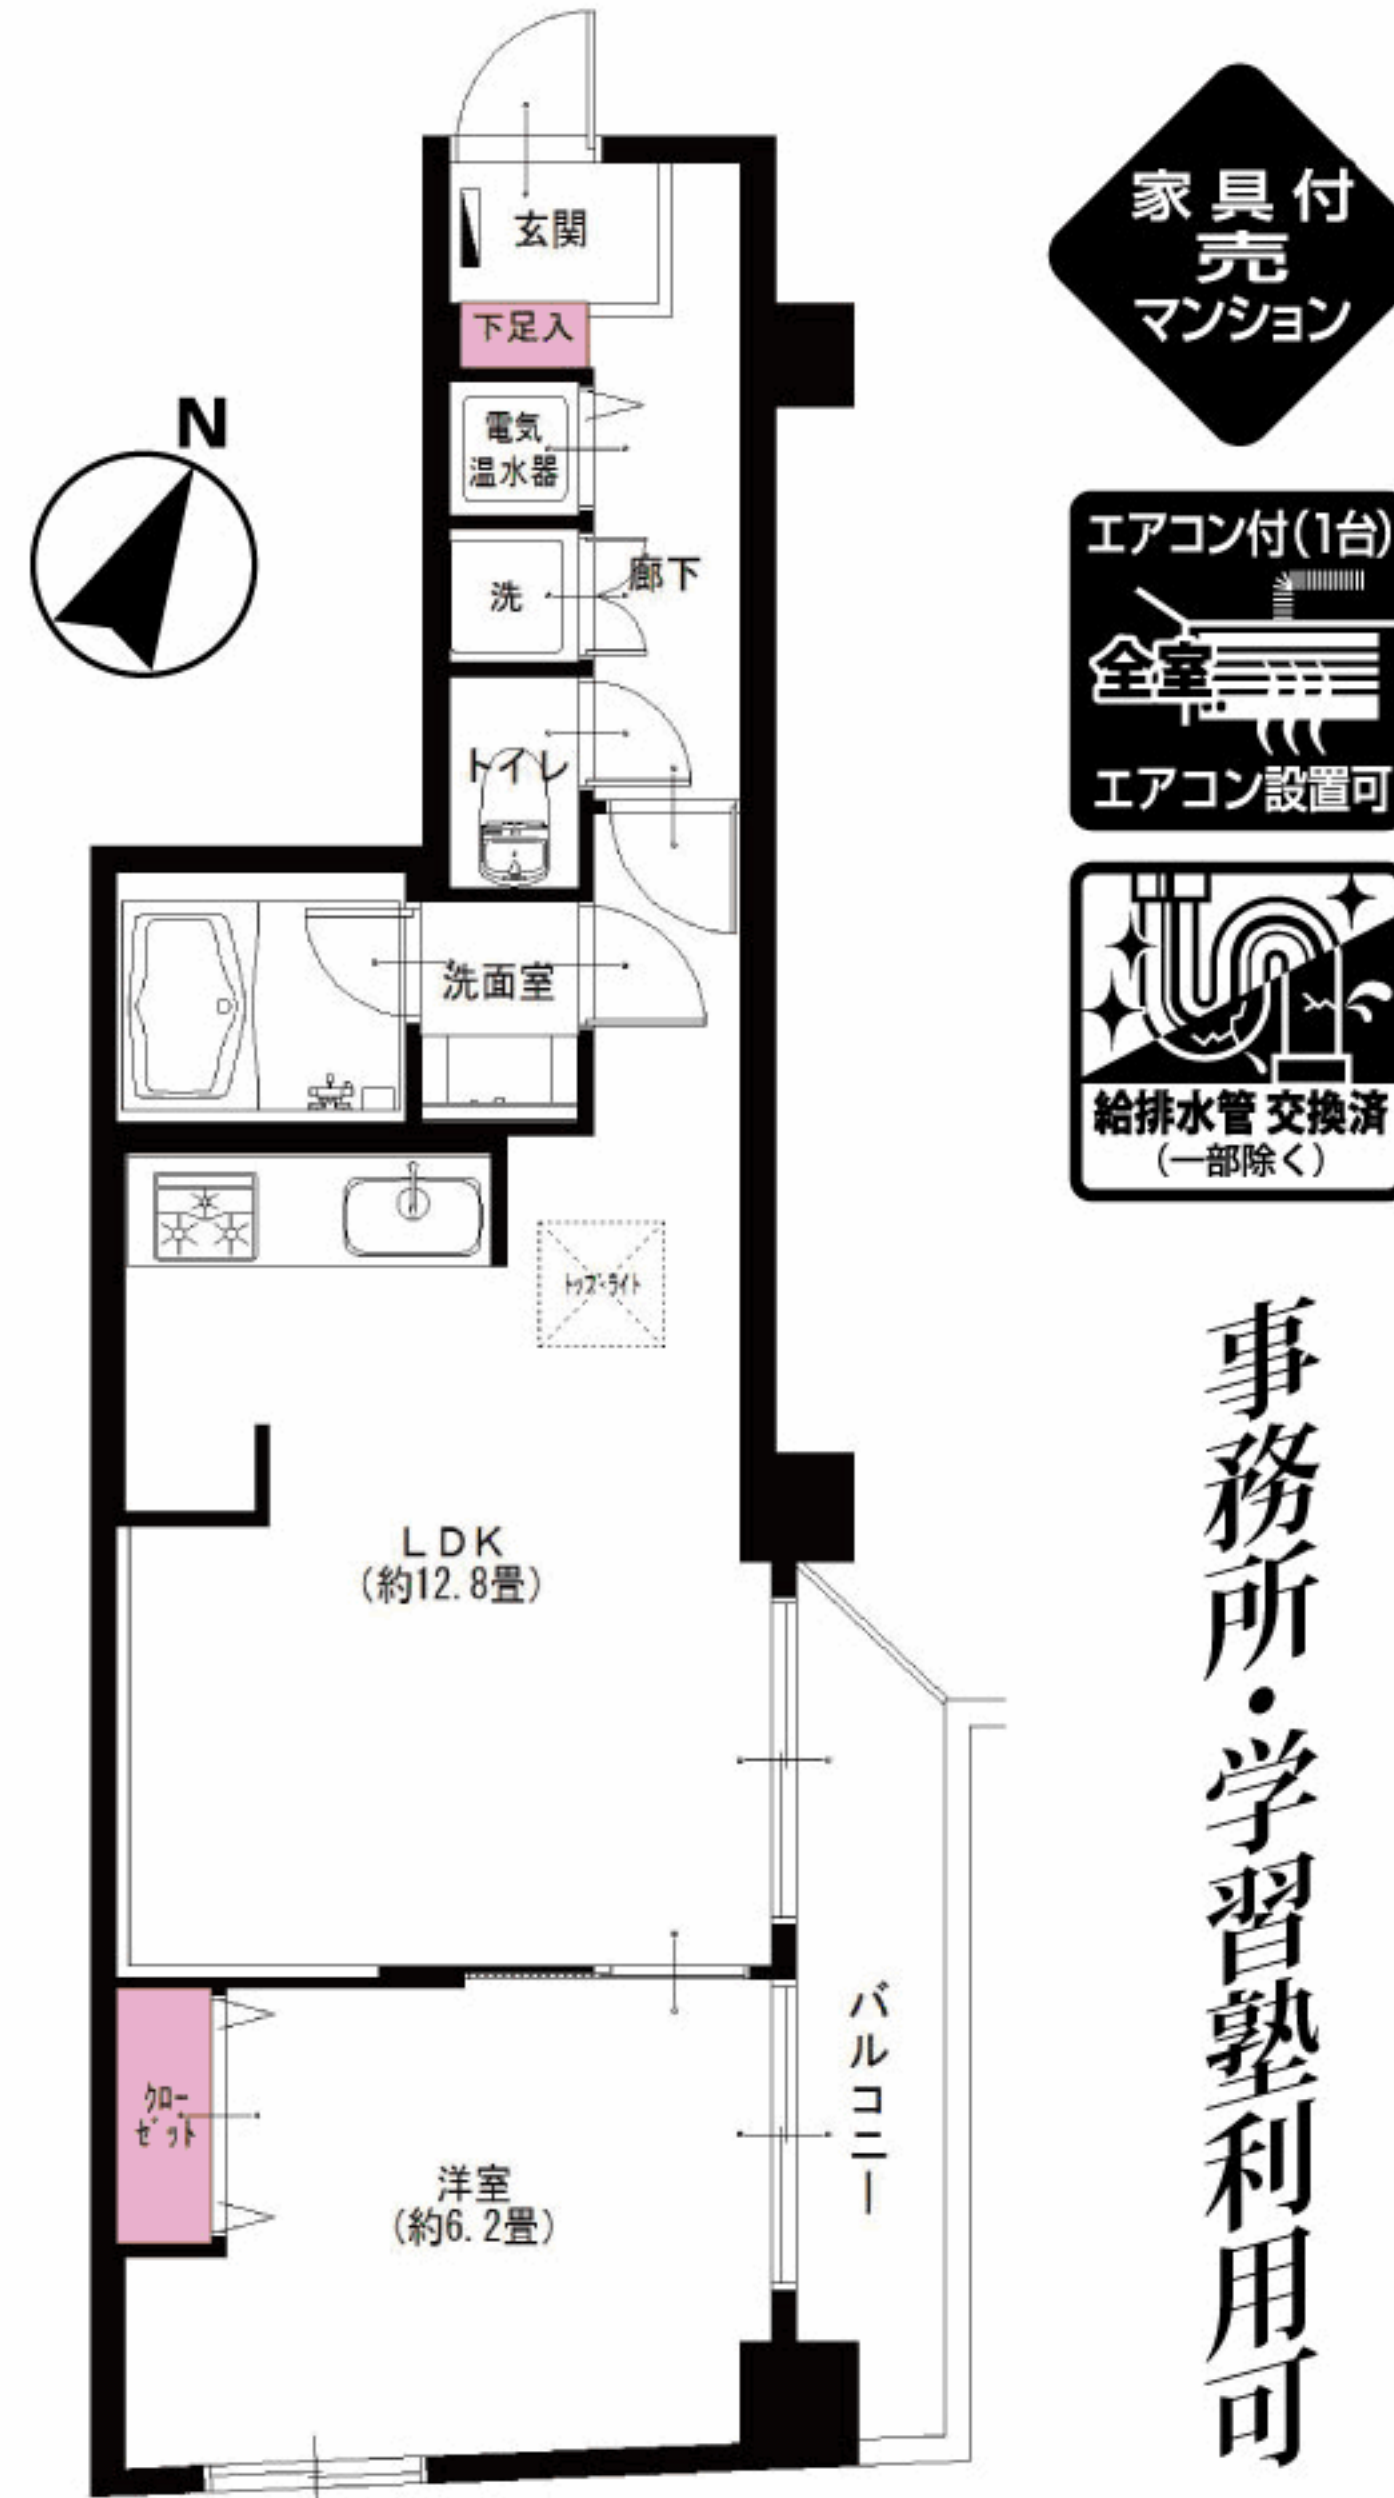 玄関
下足入
N
電気
温水器
洗
廊下
トイレ
洗面室
トップ・ライト
LDK
(約12.8畳)
バルコニー
クロー
ゼット
洋室
(約6.2畳)
家具付
売
マンション
エアコン付(1台)
全室
エアコン設置可
給排水管 交換済
(一部除く)
事務所・学習塾利用可